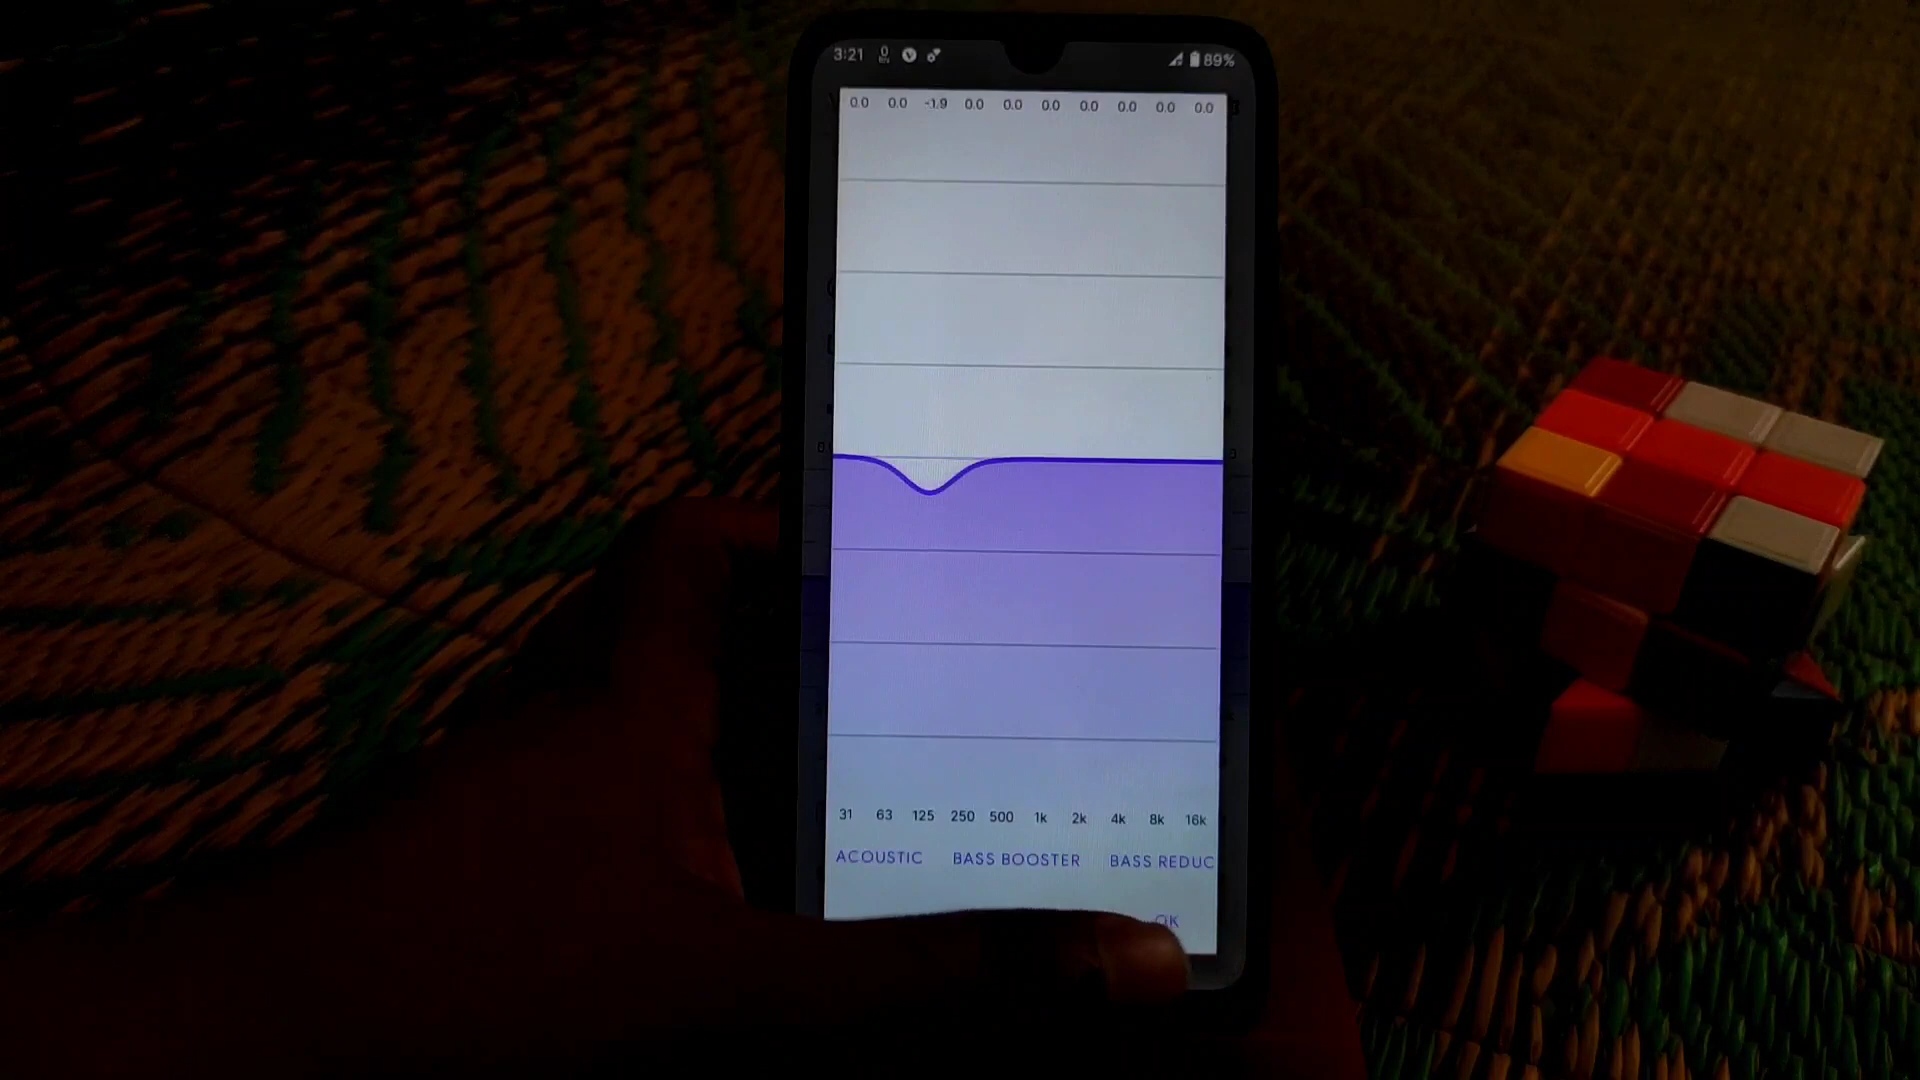 3:21 89%
0.0 0.0 -1.9 0.0 0.0 0.0 0.0 0.0 0.0 0.0
31 63 125 250 500 1k 2k 4k 8k 16k
ACOUSTIC BASS BOOSTER BASS REDUC
OK